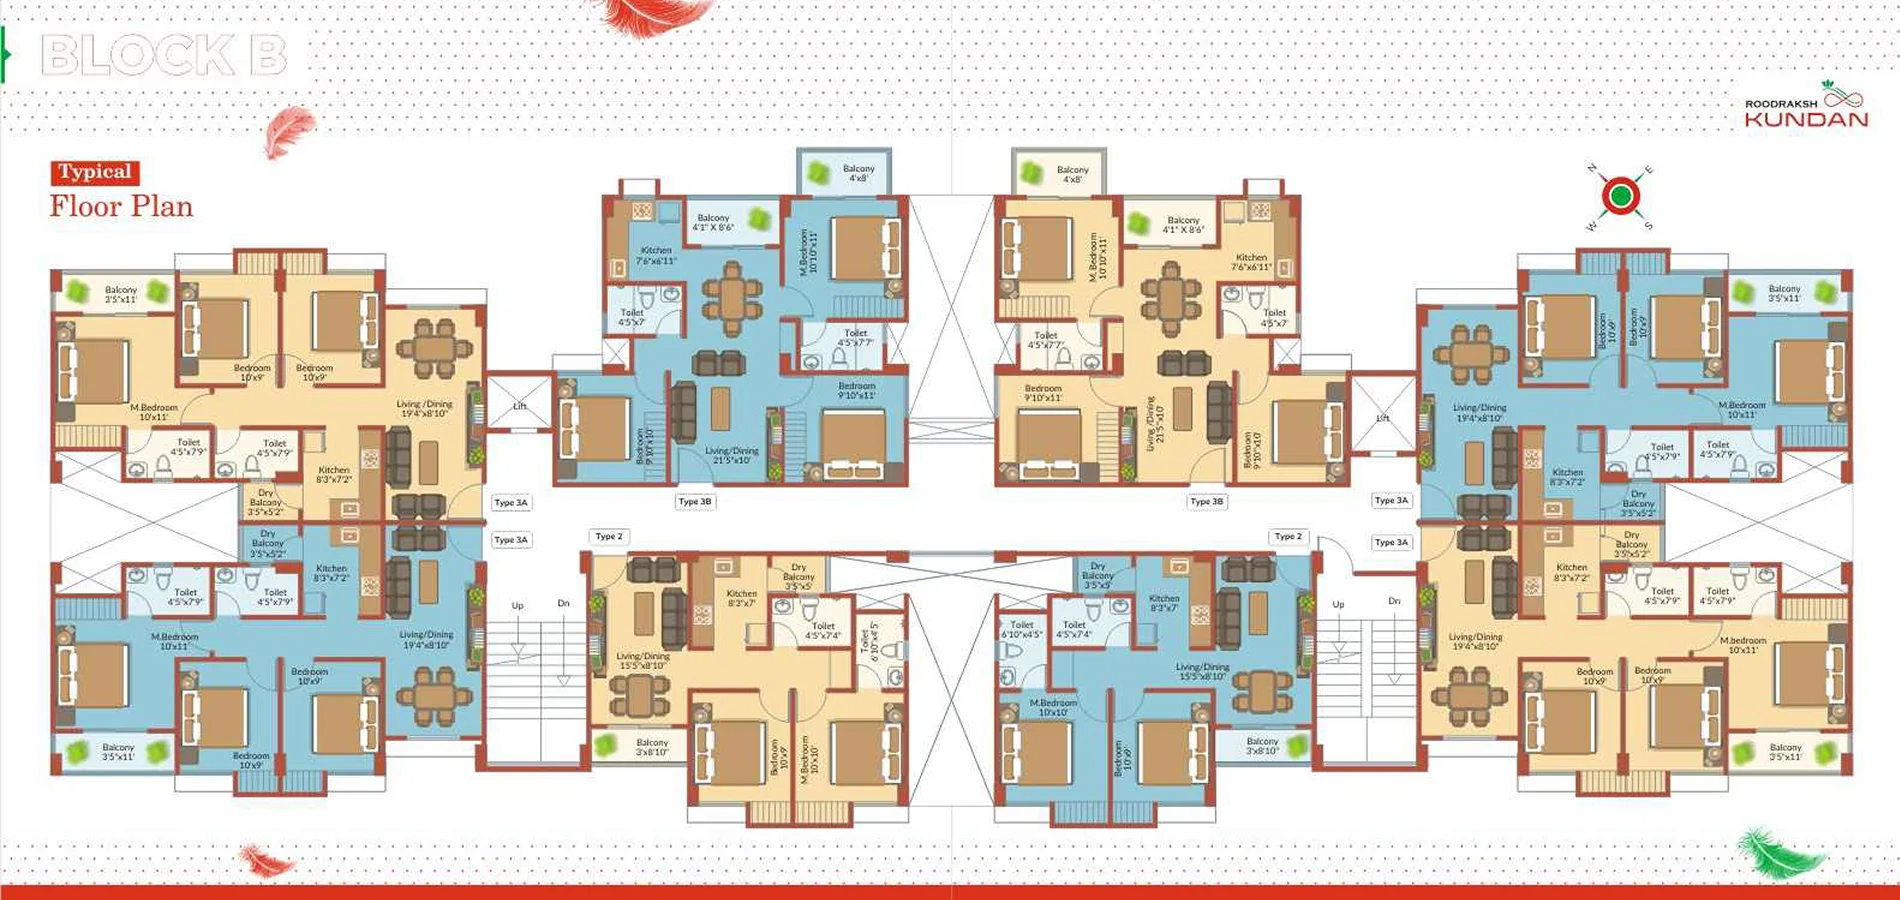 BLOCK B
ROODRAKSH
KUNDAN
Typical
Floor Plan
N
E
W
S
Balcony
3'5"x11'
Bedroom
10'x9'
Bedroom
10'x9'
M.Bedroom
10'x11'
Living /Dining
19'4"x8'10"
Toilet
4'5"x7'9"
Toilet
4'5"x7'9"
Kitchen
8'3"x7'2"
Dry
Balcony
3'5"x5'2"
Type 3A
Lift
Dry
Balcony
3'5"x5'2"
Kitchen
8'3"x7'2"
Toilet
4'5"x7'9"
Toilet
4'5"x7'9"
M.Bedroom
10'x11'
Living/Dining
19'4"x8'10"
Bedroom
10'x9'
Bedroom
10'x9'
Balcony
3'5"x11'
Type 3A
Up
Dn
Balcony
4'x8'
Balcony
4'1" X 8'6"
Kitchen
7'6"x6'11"
M.Bedroom
10'10"x11'
Toilet
4'5"x7'
Toilet
4'5"x7'7"
Bedroom
9'10"x11'
Bedroom
9'10"x10'
Living/Dining
21'5"x10'
Type 3B
Balcony
4'x8'
Balcony
4'1" X 8'6"
Kitchen
7'6"x6'11"
M. Bedroom
10'10"x11'
Toilet
4'5"x7'
Toilet
4'5"x7'7"
Bedroom
9'10"x11'
Living /Dining
21'5"x10'
Bedroom
9'10"x10'
Type 3B
Lift
Type 2
Living/Dining
15'5"x8'10"
Kitchen
8'3"x7'
Dry
Balcony
3'5"x5'
Toilet
4'5"x7'4"
Toilet
6'10"x4'5"
Balcony
3'x8'10"
Bedroom
10'x9'
M.Bedroom
10'x10'
Type 2
Dry
Balcony
3'5"x5'
Kitchen
8'3"x7'
Toilet
6'10"x4'5"
Toilet
4'5"x7'4"
Living/Dining
15'5"x8'10"
M.Bedroom
10'x10'
Bedroom
10'x9'
Balcony
3'x8'10"
Up
Dn
Type 3A
Bedroom
10'x9'
Bedroom
10'x9'
Balcony
3'5"x11'
Living/Dining
19'4"x8'10"
M.Bedroom
10'x11'
Kitchen
8'3"x7'2"
Toilet
4'5"x7'9"
Toilet
4'5"x7'9"
Dry
Balcony
3'5"x5'2"
Type 3A
Dry
Balcony
3'5"x5'2"
Kitchen
8'3"x7'2"
Toilet
4'5"x7'9"
Toilet
4'5"x7'9"
Living/Dining
19'4"x8'10"
M.bedroom
10'x11'
Bedroom
10'x9'
Bedroom
10'x9'
Balcony
3'5"x11'